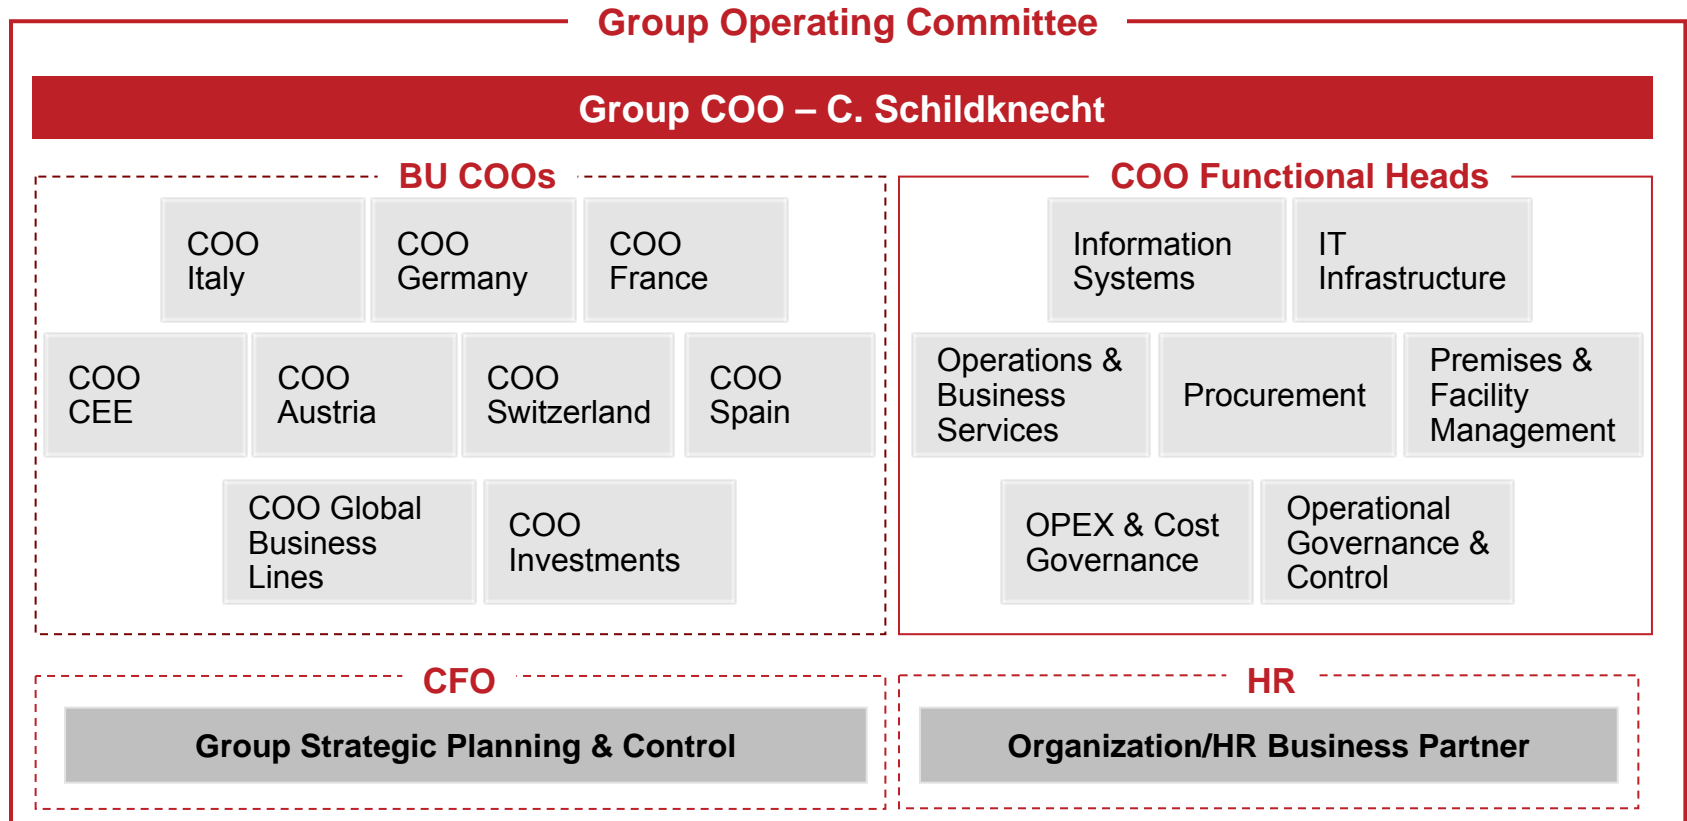 Group Operating Committee
Group COO – C. Schildknecht
BU COOs
COO
Italy
COO
Germany
COO
France
COO
CEE
COO
Austria
COO
Switzerland
COO
Spain
COO Global
Business
Lines
COO
Investments
COO Functional Heads
Information
Systems
IT
Infrastructure
Operations &
Business
Services
Procurement
Premises &
Facility
Management
OPEX & Cost
Governance
Operational
Governance &
Control
CFO
Group Strategic Planning & Control
HR
Organization/HR Business Partner